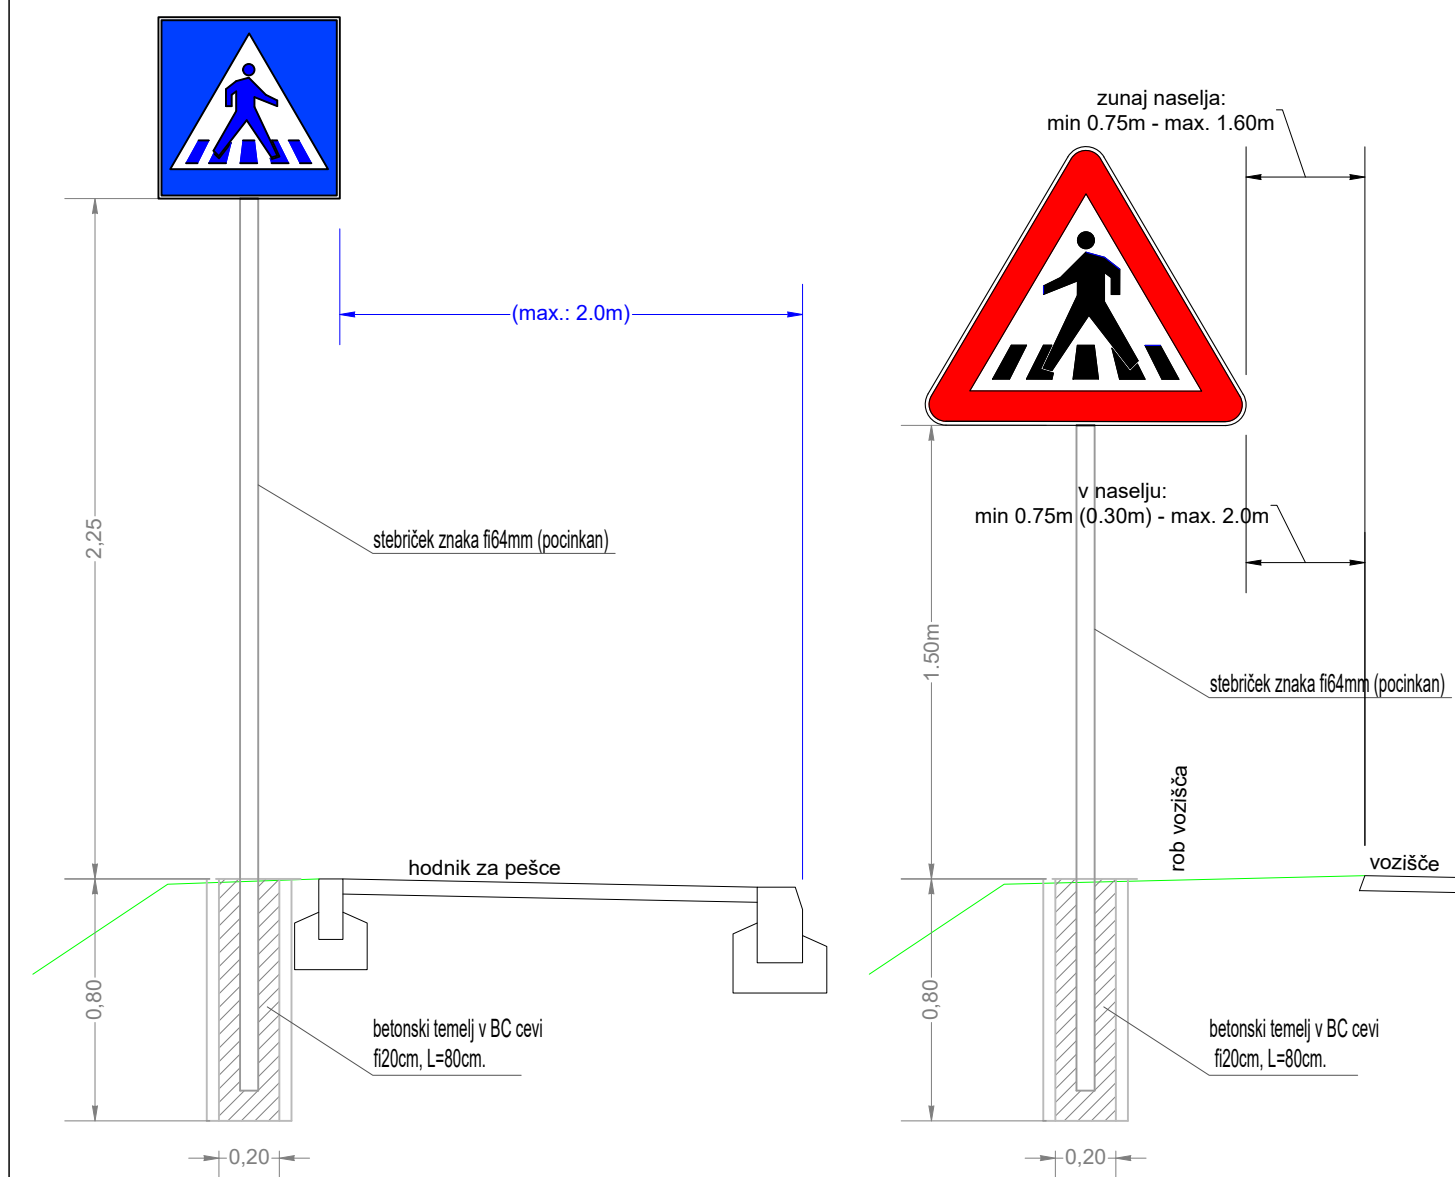 zunaj naselja:
min 0.75m - max. 1.60m
(max.: 2.0m)
2,25
stebriček znaka fi64mm (pocinkan)
v naselju:
min 0.75m (0.30m) - max. 2.0m
1.50m
stebriček znaka fi64mm (pocinkan)
rob vozišča
hodnik za pešce
vozišče
0,80
betonski temelj v BC cevi
fi20cm, L=80cm.
0,20
0,80
betonski temelj v BC cevi
fi20cm, L=80cm.
0,20